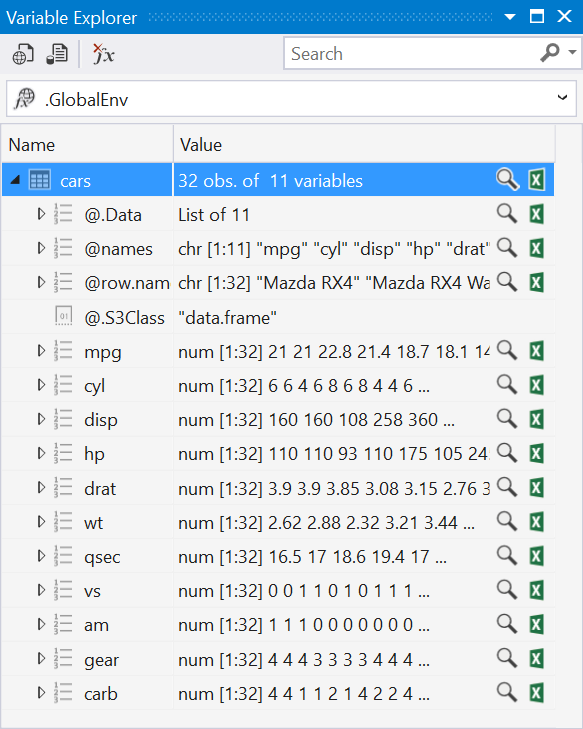 Variable Explorer
Search
.GlobalEnv
Name Value
cars 32 obs. of 11 variables
@.Data List of 11
@names chr [1:11] "mpg" "cyl" "disp" "hp" "drat"
@row.nam chr [1:32] "Mazda RX4" "Mazda RX4 Wa
@.S3Class "data.frame"
mpg num [1:32] 21 21 22.8 21.4 18.7 18.1 14
cyl num [1:32] 6 6 4 6 8 6 8 4 4 6 ...
disp num [1:32] 160 160 108 258 360 ...
hp num [1:32] 110 110 93 110 175 105 24
drat num [1:32] 3.9 3.9 3.85 3.08 3.15 2.76 3
wt num [1:32] 2.62 2.88 2.32 3.21 3.44 ...
qsec num [1:32] 16.5 17 18.6 19.4 17 ...
vs num [1:32] 0 0 1 1 0 1 0 1 1 1 ...
am num [1:32] 1 1 1 0 0 0 0 0 0 0 ...
gear num [1:32] 4 4 4 3 3 3 3 4 4 4 ...
carb num [1:32] 4 4 1 1 2 1 4 2 2 4 ...